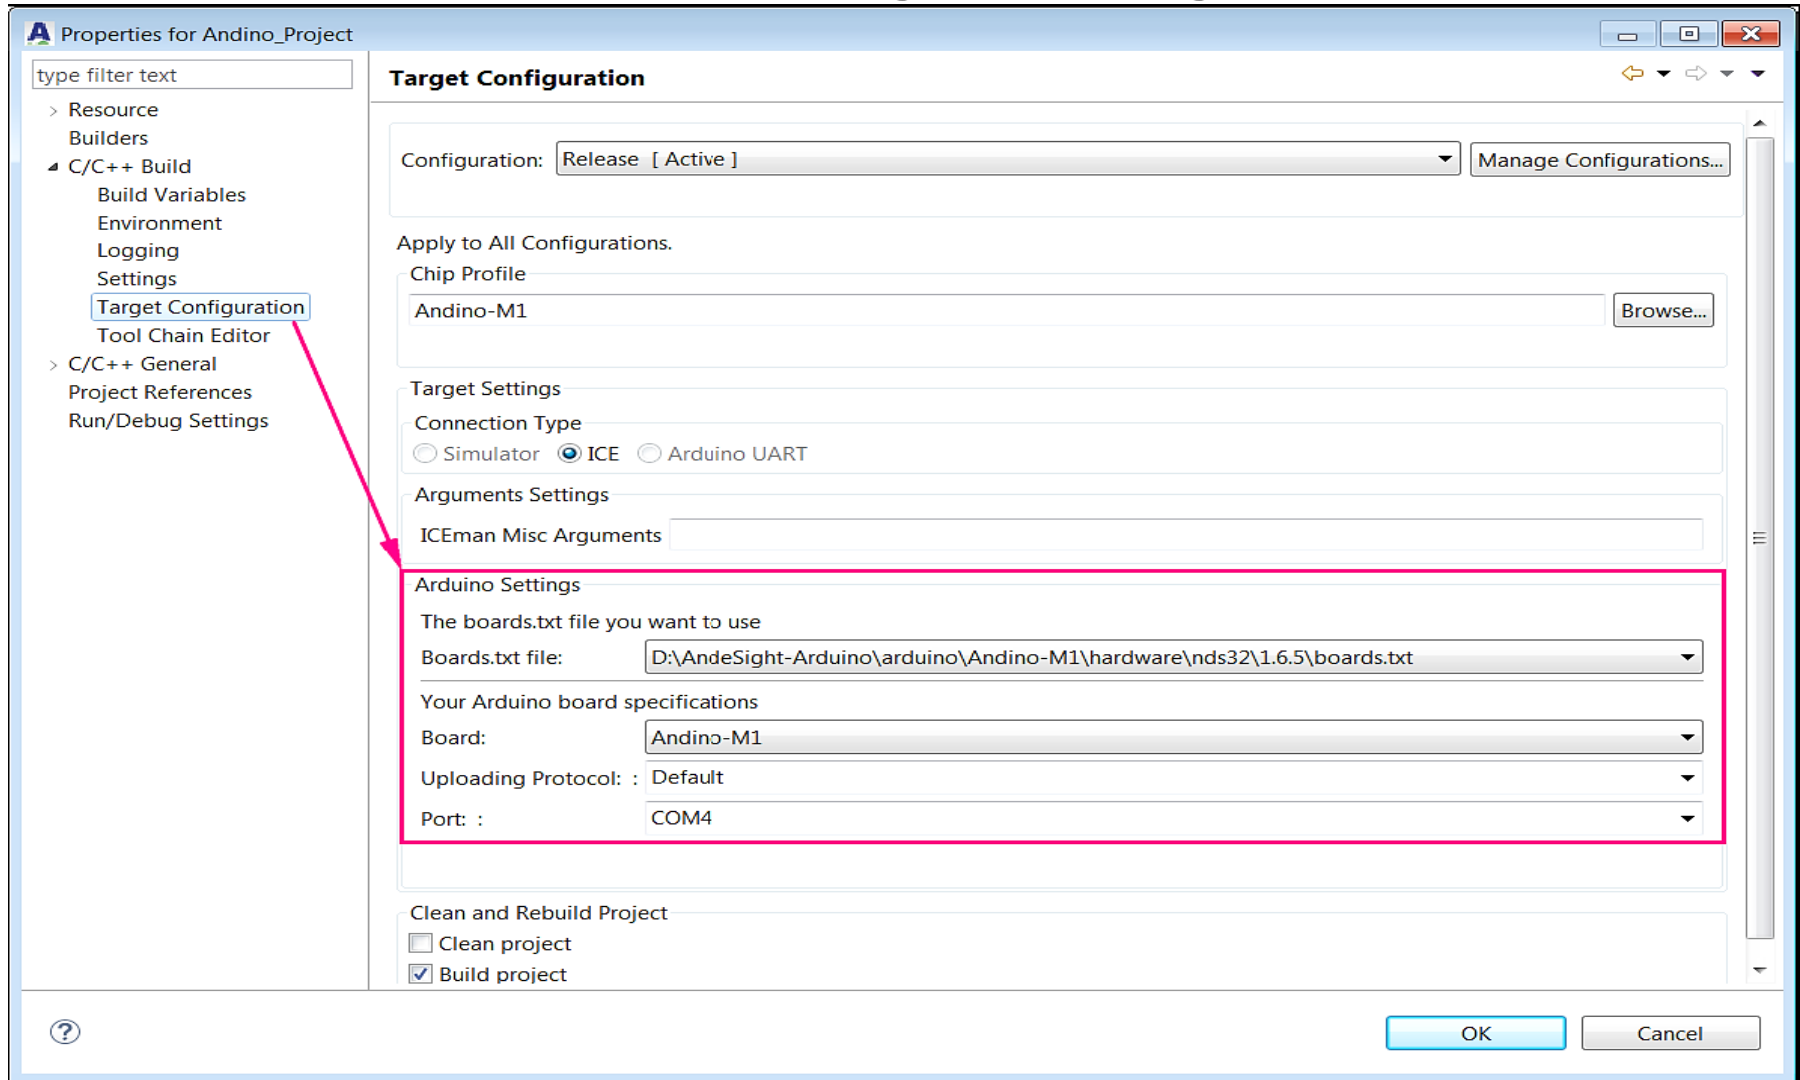 Properties for Andino_Project
type filter text
Resource
Builders
C/C++ Build
Build Variables
Environment
Logging
Settings
Target Configuration
Tool Chain Editor
C/C++ General
Project References
Run/Debug Settings
Target Configuration
Configuration: Release [ Active ] Manage Configurations...
Apply to All Configurations.
Chip Profile
Andino-M1 Browse...
Target Settings
Connection Type
Simulator ICE Arduino UART
Arguments Settings
ICEman Misc Arguments
Arduino Settings
The boards.txt file you want to use
Boards.txt file: D:\AndeSight-Arduino\arduino\Andino-M1\hardware\nds32\1.6.5\boards.txt
Your Arduino board specifications
Board: Andino-M1
Uploading Protocol: : Default
Port: : COM4
Clean and Rebuild Project
Clean project
Build project
OK Cancel